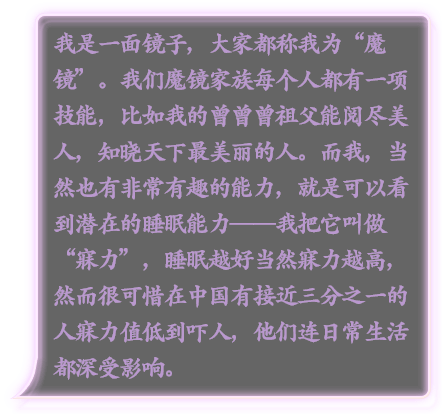 我是一面镜子，大家都称我为“魔
镜”。我们魔镜家族每个人都有一项
技能，比如我的曾曾曾祖父能阅尽美
人，知晓天下最美丽的人。而我，当
然也有非常有趣的能力，就是可以看
到潜在的睡眠能力——我把它叫做
“寐力”，睡眠越好当然寐力越高，
然而很可惜在中国有接近三分之一的
人寐力值低到吓人，他们连日常生活
都深受影响。